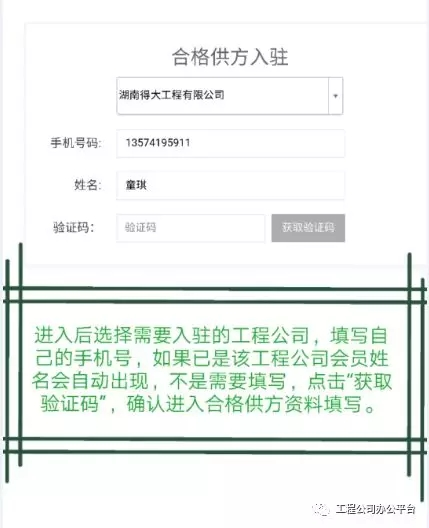 合格供方入驻
湖南得大工程有限公司
手机号码: 13574195911
姓名: 童琪
验证码: 验证码 获取验证码
进入后选择需要入驻的工程公司，填写自
己的手机号，如果已是该工程公司会员姓
名会自动出现，不是需要填写，点击“获取
验证码”，确认进入合格供方资料填写。
工程公司办公平台